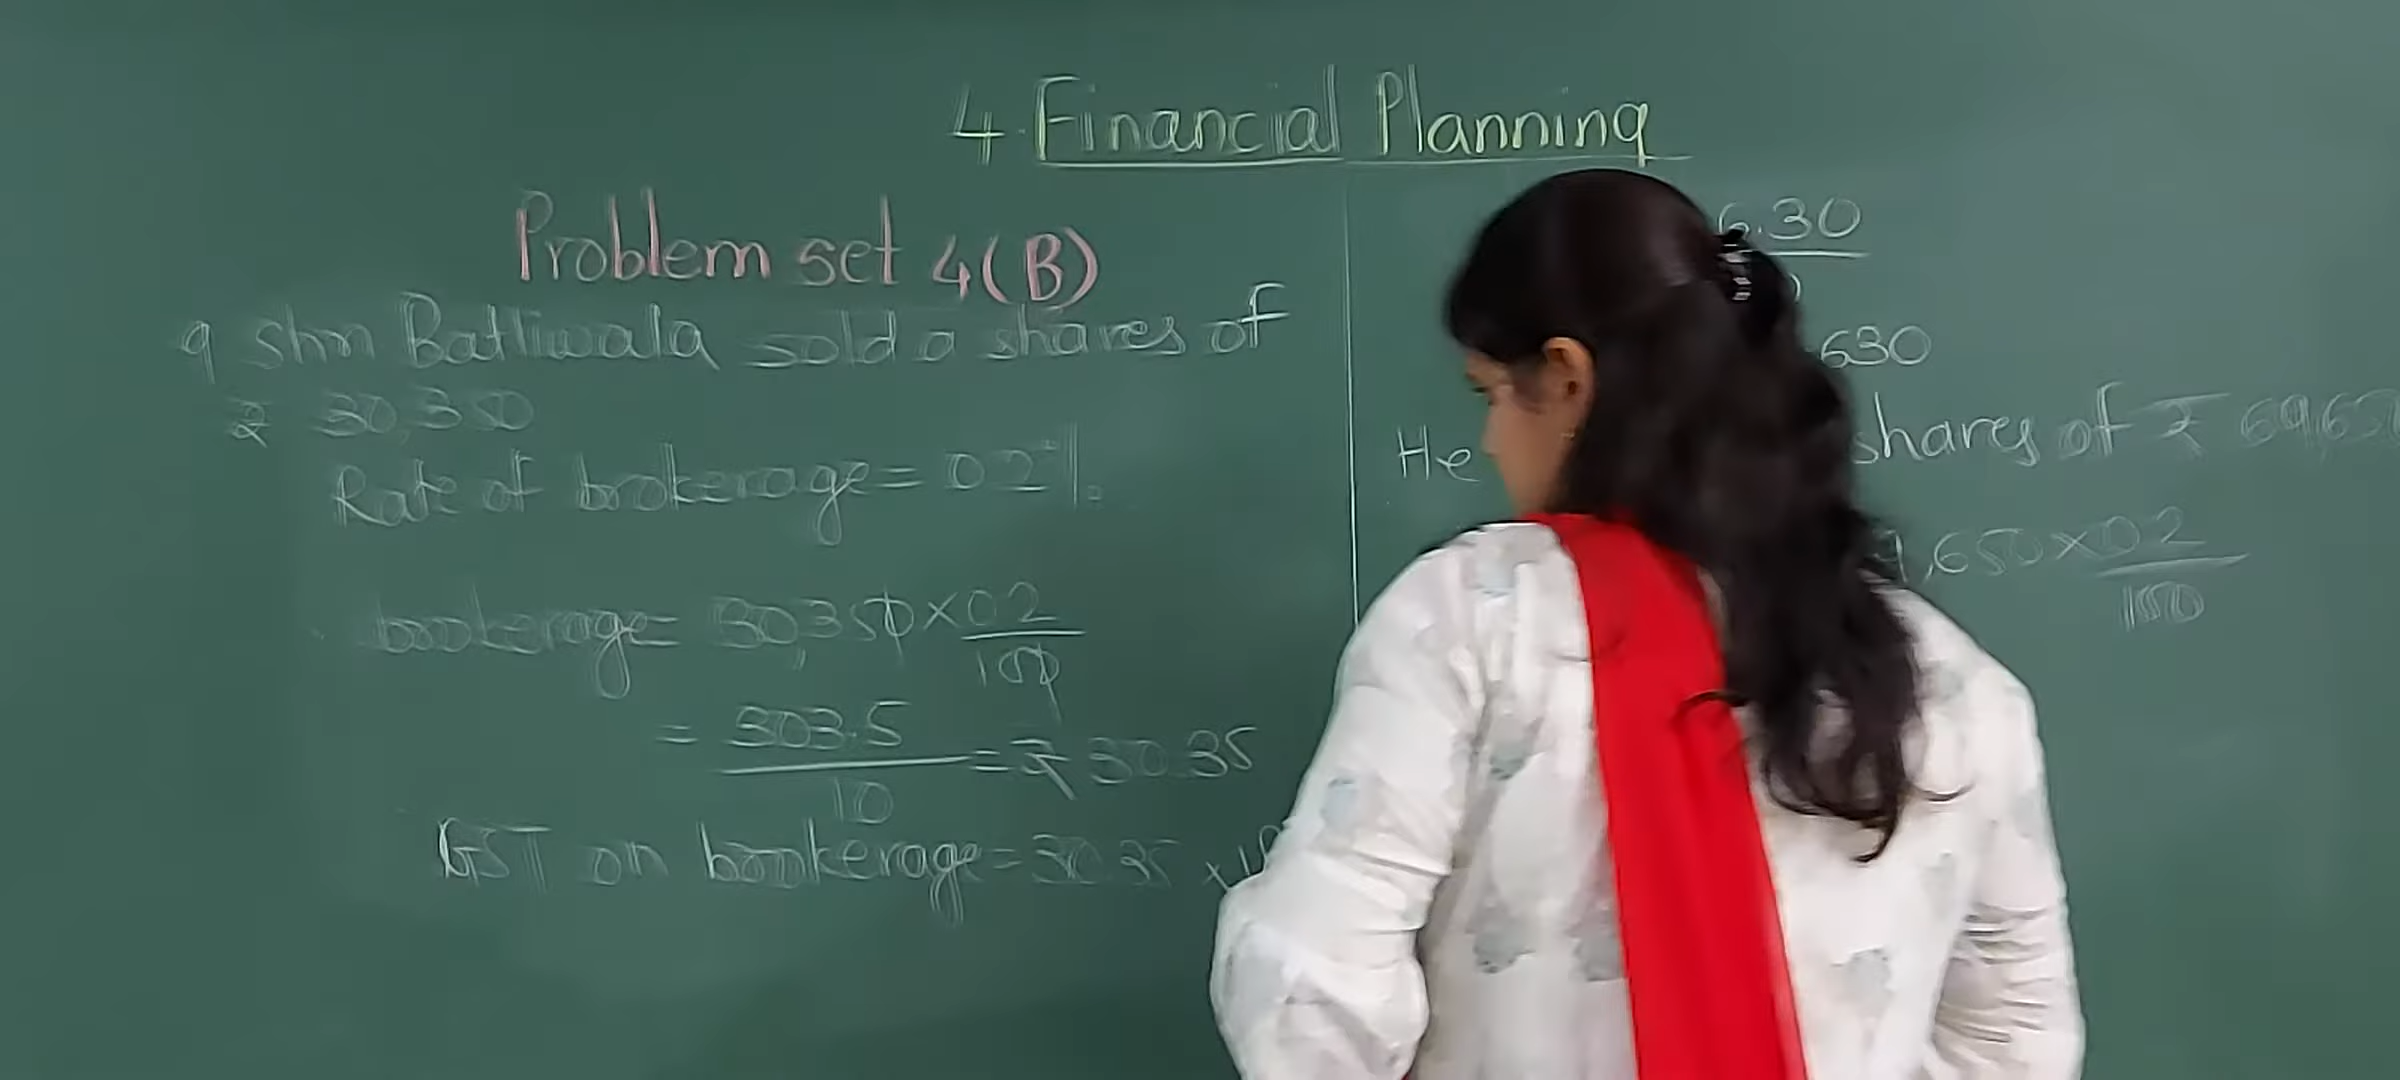 4. Financial Planning
Problem set 4(B)
9 Shri Batliwala sold a shares of
₹ 30,350
Rate of brokerage = 0.2%.
brokerage = 30,350 × 0.2
100
= 303.5 = ₹ 30.35
10
GST on brokerage = 30.35 ×
6.30
630
He shares of ₹ 69,650
,650 × 0.2
100